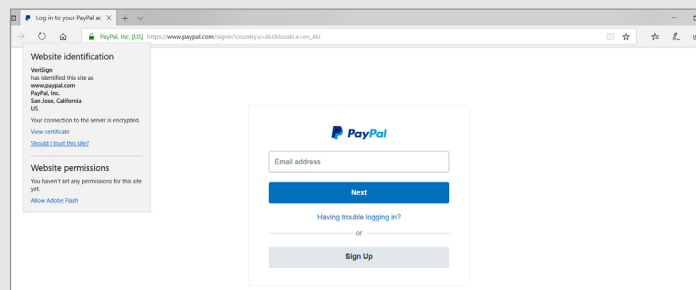 Log in to your PayPal ac
PayPal, Inc. [US] https://www.paypal.com/signin?country.x=AU&locale.x=en_AU
Website identification
VeriSign
has identified this site as
www.paypal.com
PayPal, Inc.
San Jose, California
US
Your connection to the server is encrypted.
View certificate
Should I trust this site?
Website permissions
You haven't set any permissions for this site
yet.
Allow Adobe Flash
PayPal
Email address
Next
Having trouble logging in?
or
Sign Up